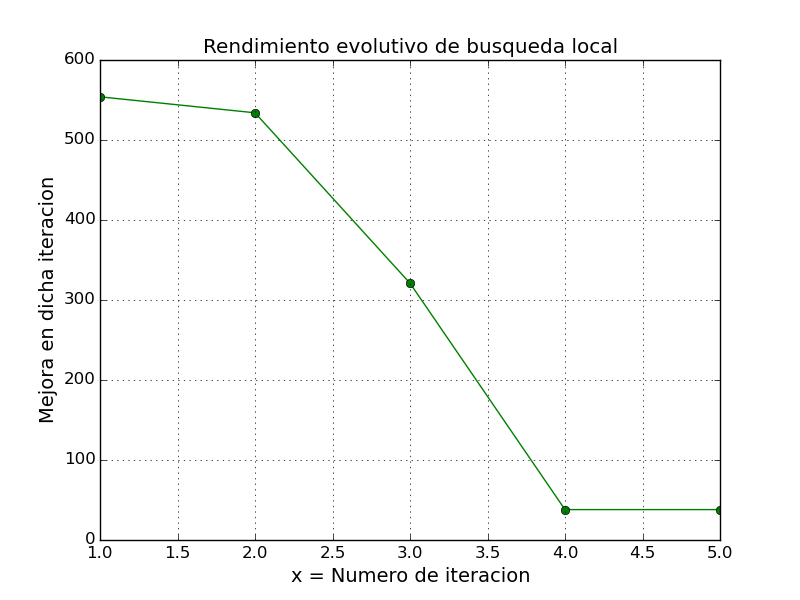 Rendimiento evolutivo de busqueda local
600
500
400
300
200
100
0
Mejora en dicha iteracion
1.0 1.5 2.0 2.5 3.0 3.5 4.0 4.5 5.0
x = Numero de iteracion